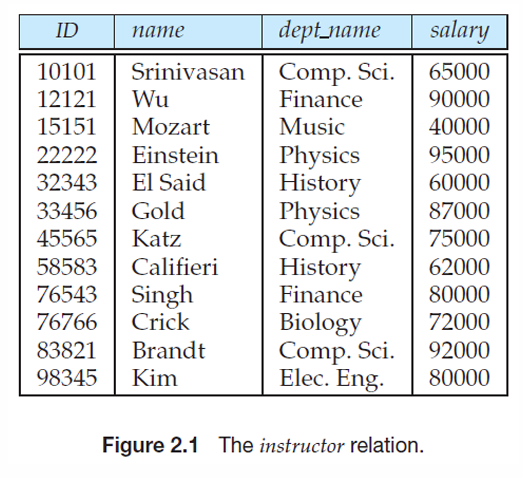 ID name dept_name salary
10101 Srinivasan Comp. Sci. 65000
12121 Wu Finance 90000
15151 Mozart Music 40000
22222 Einstein Physics 95000
32343 El Said History 60000
33456 Gold Physics 87000
45565 Katz Comp. Sci. 75000
58583 Califieri History 62000
76543 Singh Finance 80000
76766 Crick Biology 72000
83821 Brandt Comp. Sci. 92000
98345 Kim Elec. Eng. 80000
Figure 2.1 The instructor relation.